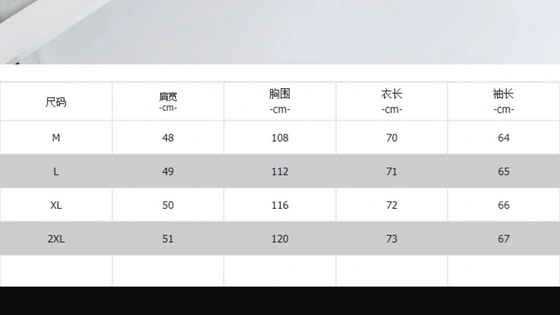 尺码 肩宽 胸围 衣长 袖长
-cm- -cm- -cm- -cm-
M 48 108 70 64
L 49 112 71 65
XL 50 116 72 66
2XL 51 120 73 67